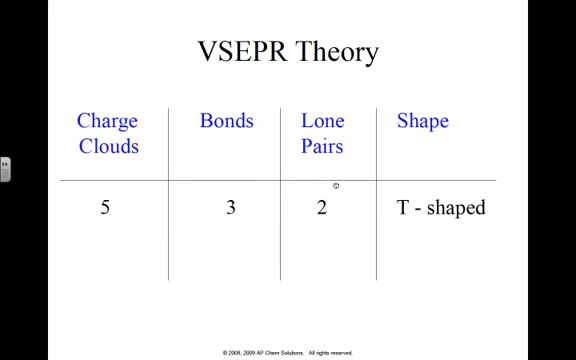 VSEPR Theory
Charge Clouds Bonds Lone Pairs Shape
5 3 2 T - shaped
© 2008, 2009 AP Chem Solutions. All rights reserved.